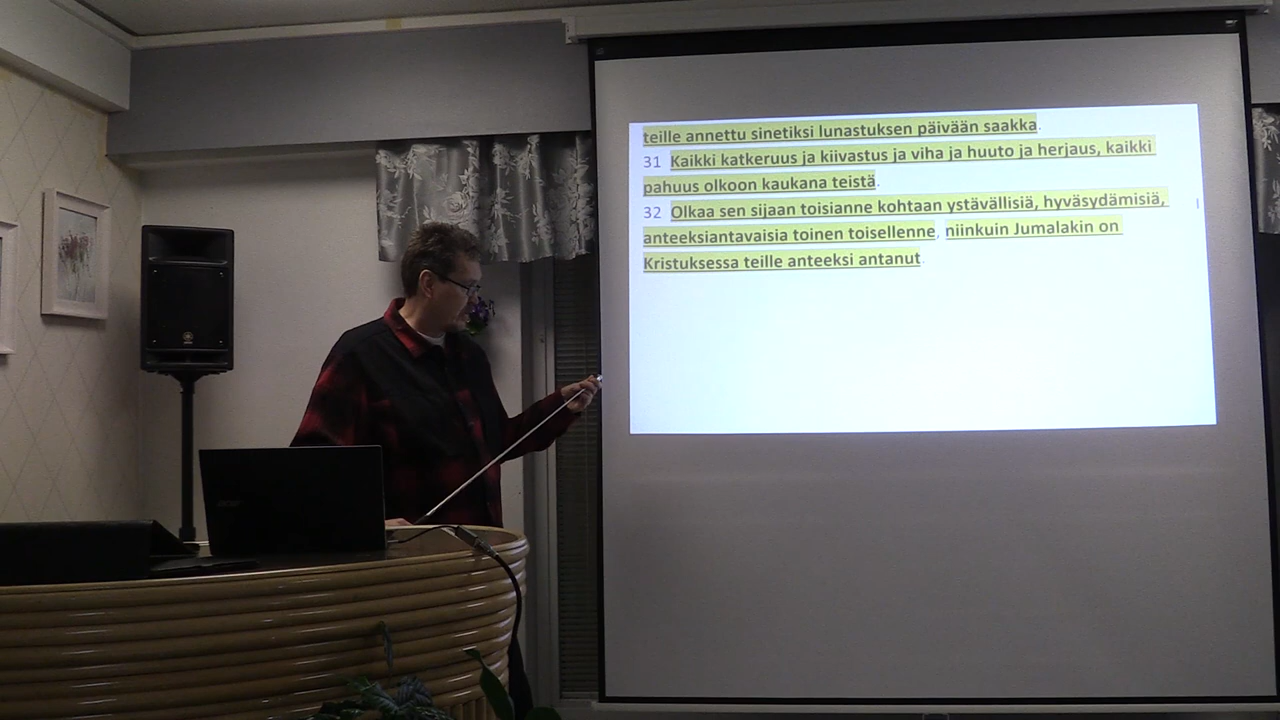 teille annettu sinetiksi lunastuksen päivään saakka.
31 Kaikki katkeruus ja kiivastus ja viha ja huuto ja herjaus, kaikki
pahuus olkoon kaukana teistä.
32 Olkaa sen sijaan toisianne kohtaan ystävällisiä, hyväsydämisiä,
anteeksiantavaisia toinen toisellenne, niinkuin Jumalakin on
Kristuksessa teille anteeksi antanut.